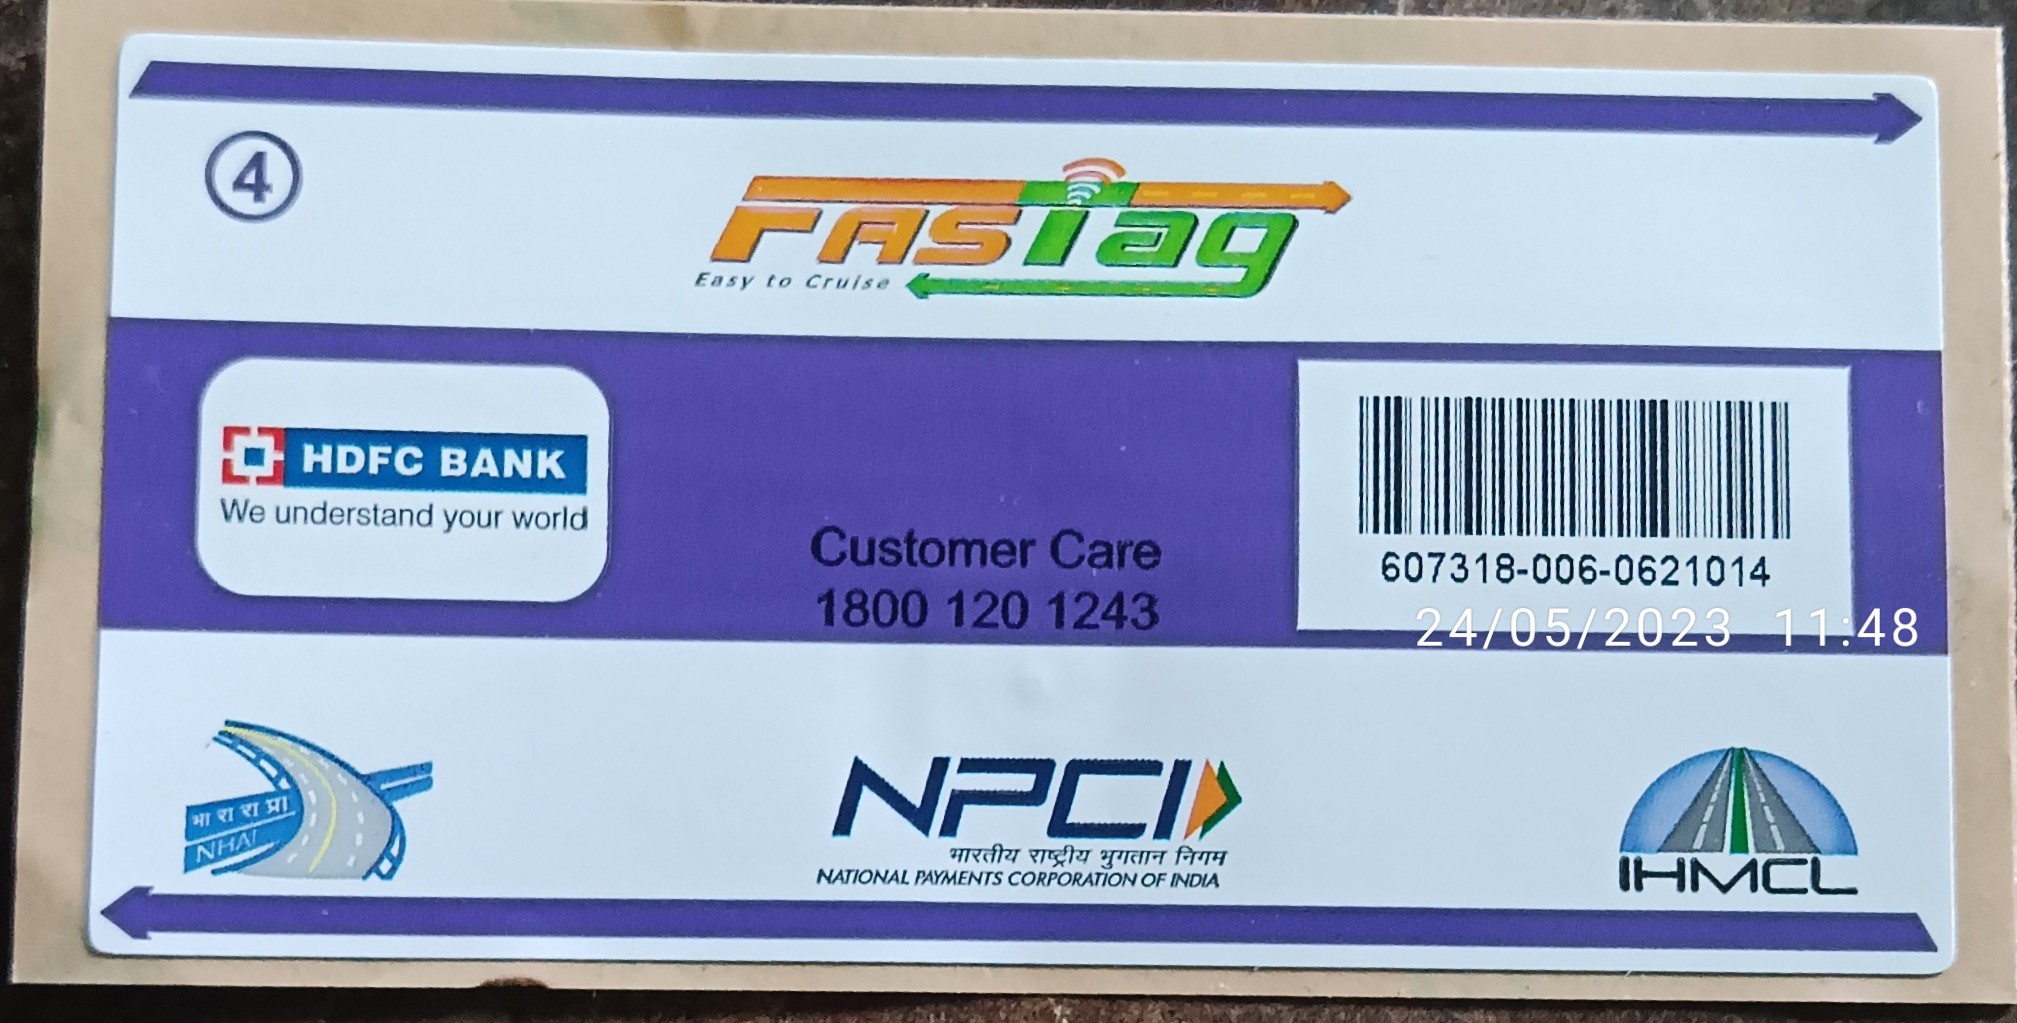 4
FASTag
Easy to Cruise
HDFC BANK
We understand your world
Customer Care
1800 120 1243
607318-006-0621014
24/05/2023 11:48
भा रा रा प्रा
NHAI
NPCI
भारतीय राष्ट्रीय भुगतान निगम
NATIONAL PAYMENTS CORPORATION OF INDIA
IHMCL